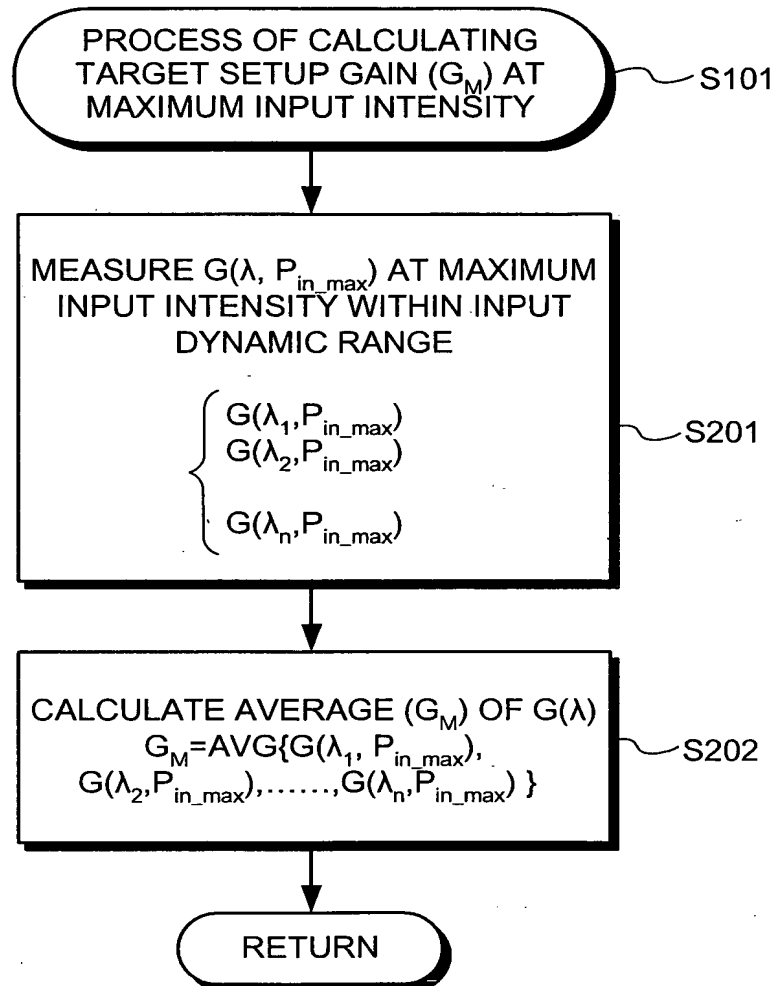 PROCESS OF CALCULATING
TARGET SETUP GAIN (G_M) AT
MAXIMUM INPUT INTENSITY
S101
MEASURE G(λ, P_in_max) AT MAXIMUM
INPUT INTENSITY WITHIN INPUT
DYNAMIC RANGE
G(λ_1,P_in_max)
G(λ_2,P_in_max)
G(λ_n,P_in_max)
S201
CALCULATE AVERAGE (G_M) OF G(λ)
G_M=AVG{G(λ_1, P_in_max),
G(λ_2,P_in_max),......,G(λ_n,P_in_max) }
S202
RETURN